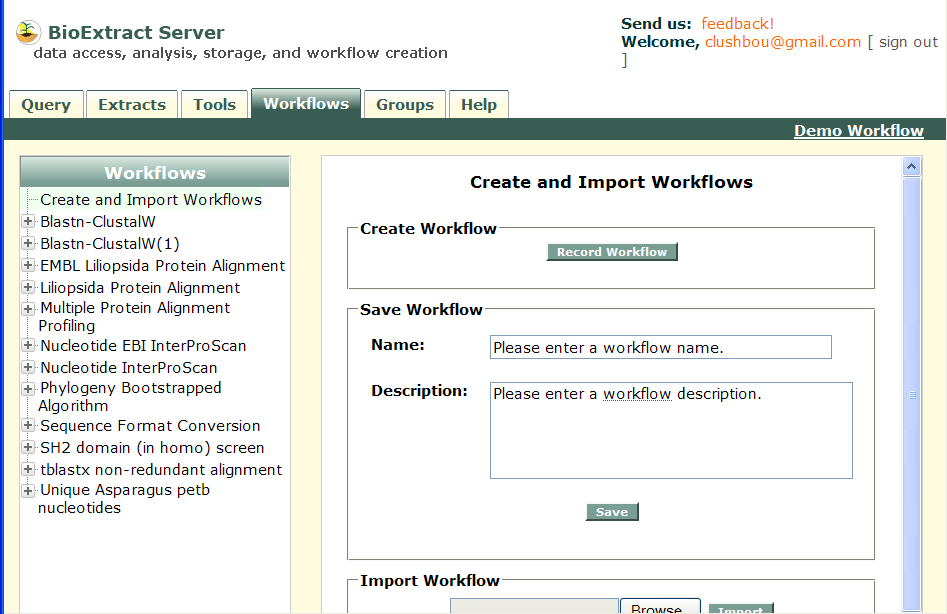 BioExtract Server
data access, analysis, storage, and workflow creation
Send us: feedback!
Welcome, clushbou@gmail.com [ sign out
]
Query Extracts Tools Workflows Groups Help
Demo Workflow
Workflows
Create and Import Workflows
Blastn-ClustalW
Blastn-ClustalW(1)
EMBL Liliopsida Protein Alignment
Liliopsida Protein Alignment
Multiple Protein Alignment
Profiling
Nucleotide EBI InterProScan
Nucleotide InterProScan
Phylogeny Bootstrapped
Algorithm
Sequence Format Conversion
SH2 domain (in homo) screen
tblastx non-redundant alignment
Unique Asparagus petb
nucleotides
Create and Import Workflows
Create Workflow
Record Workflow
Save Workflow
Name: Please enter a workflow name.
Description: Please enter a workflow description.
Save
Import Workflow
Browse... Import